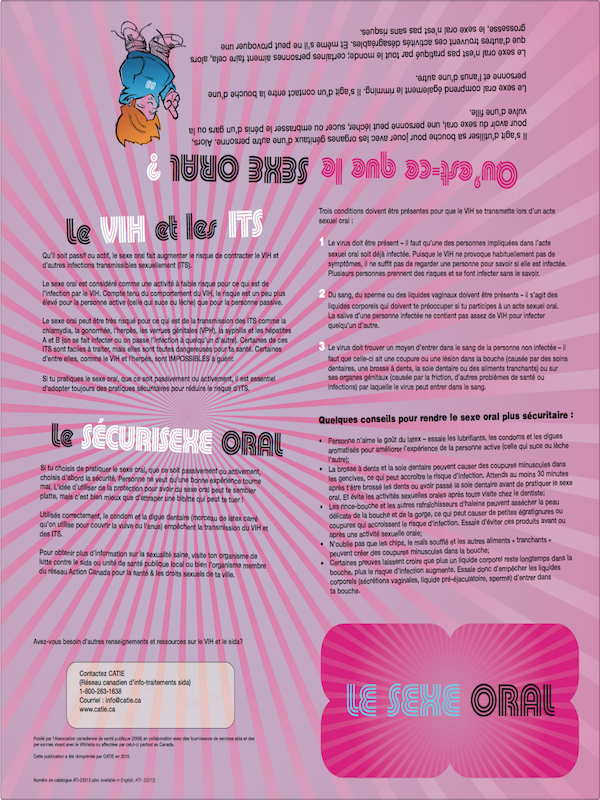 Qu'est-ce que le SEXE ORAL ?
Il s'agit d'utiliser sa bouche pour jouer avec les organes génitaux d'une autre personne. Alors,
pour avoir du sexe oral, une personne peut lécher, sucer ou embrasser le pénis d'un gars ou la
vulve d'une fille.
Le sexe oral comprend également le rimming. Il s'agit d'un contact entre la bouche d'une
personne et l'anus d'une autre.
Le sexe oral n'est pas pratiqué par tout le monde; certaines personnes aiment faire cela, alors
que d'autres trouvent ces activités désagréables. Et même s'il ne peut provoquer une
grossesse, le sexe oral n'est pas sans risques.
Le VIH et les ITS
Qu'il soit passif ou actif, le sexe oral fait augmenter le risque de contracter le VIH et
d'autres infections transmissibles sexuellement (ITS).
Le sexe oral est considéré comme une activité à faible risque pour ce qui est de
l'infection par le VIH. Compte tenu du comportement du VIH, le risque est un peu plus
élevé pour la personne active (celle qui suce ou lèche) que pour la personne passive.
Le sexe oral peut être très risqué pour ce qui est de la transmission des ITS comme la
chlamydia, la gonorrhée, l'herpès, les verrues génitales (VPH), la syphilis et les hépatites
A et B (on se fait infecter ou on passe l'infection à quelqu'un d'autre). Certaines de ces
ITS sont faciles à traiter, mais elles sont toutes dangereuses pour ta santé. Certaines
d'entre elles, comme le VIH et l'herpès, sont IMPOSSIBLES à guérir.
Si tu pratiques le sexe oral, que ce soit passivement ou activement, il est essentiel
d'adopter toujours des pratiques sécuritaires pour réduire le risque d'ITS.
Le SÉCURISEXE ORAL
Si tu choisis de pratiquer le sexe oral, que ce soit passivement ou activement,
choisis d'abord la sécurité. Personne ne veut qu'une bonne expérience tourne
mal. L'idée d'utiliser de la protection pour avoir du sexe oral peut te sembler
platte, mais c'est bien mieux que d'attraper une bibitte qui peut te tuer !
Utilisés correctement, le condom et la digue dentaire (morceau de latex carré
qu'on utilise pour couvrir la vulve ou l'anus) empêchent la transmission du VIH et
des ITS.
Pour obtenir plus d'information sur la sexualité saine, visite ton organisme de
lutte contre le sida ou unité de santé publique local ou bien l'organisme membre
du réseau Action Canada pour la santé & les droits sexuels de ta ville.
Trois conditions doivent être présentes pour que le VIH se transmette lors d'un acte
sexuel oral :
1 Le virus doit être présent – il faut qu'une des personnes impliquées dans l'acte
sexuel oral soit déjà infectée. Puisque le VIH ne provoque habituellement pas de
symptômes, il ne suffit pas de regarder une personne pour savoir si elle est infectée.
Plusieurs personnes prennent des risques et se font infecter sans le savoir.
2 Du sang, du sperme ou des liquides vaginaux doivent être présents – il s'agit des
liquides corporels qui doivent te préoccuper si tu participes à un acte sexuel oral.
La salive d'une personne infectée ne contient pas assez de VIH pour infecter
quelqu'un d'autre.
3 Le virus doit trouver un moyen d'entrer dans le sang de la personne non infectée – il
faut que celle-ci ait une coupure ou une lésion dans la bouche (causée par des soins
dentaires, une brosse à dents, la soie dentaire ou des aliments tranchants) ou sur
ses organes génitaux (causée par la friction, d'autres problèmes de santé ou
infections) par laquelle le virus peut entrer dans le sang.
Quelques conseils pour rendre le sexe oral plus sécuritaire :
• Personne n'aime le goût du latex – essaie les lubrifiants, les condoms et les digues
aromatisés pour améliorer l'expérience de la personne active (celle qui suce ou lèche
l'autre);
• La brosse à dents et la soie dentaire peuvent causer des coupures minuscules dans
les gencives, ce qui peut accroître le risque d'infection. Attends au moins 30 minutes
après t'être brossé les dents ou avoir passé la soie dentaire avant de pratiquer le sexe
oral. Et évite les activités sexuelles orales après toute visite chez le dentiste;
• Les rince-bouche et les autres rafraîchisseurs d'haleine peuvent assécher la peau
délicate de la bouche et de la gorge, ce qui peut causer de petites égratignures ou
coupures qui accroissent le risque d'infection. Essaie d'éviter ces produits avant ou
après une activité sexuelle orale;
• N'oublie pas que les chips, le maïs soufflé et les autres aliments « tranchants »
peuvent créer des coupures minuscules dans la bouche;
• Certaines preuves laissent croire que plus un liquide corporel reste longtemps dans la
bouche, plus le risque d'infection augmente. Essaie donc d'empêcher les liquides
corporels (sécrétions vaginales, liquide pré-éjaculatoire, sperme) d'entrer dans
ta bouche.
Avez-vous besoin d'autres renseignements et ressources sur le VIH et le sida?
Contactez CATIE
(Réseau canadien d'info-traitements sida)
1-800-263-1638
Courriel : info@catie.ca
www.catie.ca
Publié par l'Association canadienne de santé publique (2008) en collaboration avec des fournisseurs de services sida et des
personnes vivant avec le VIH/sida ou affectées par celui-ci partout au Canada.
Cette publication a été réimprimée par CATIE en 2015.
Numéro de catalogue ATI-23213 (also available in English, ATI- 23212)
LE SEXE ORAL